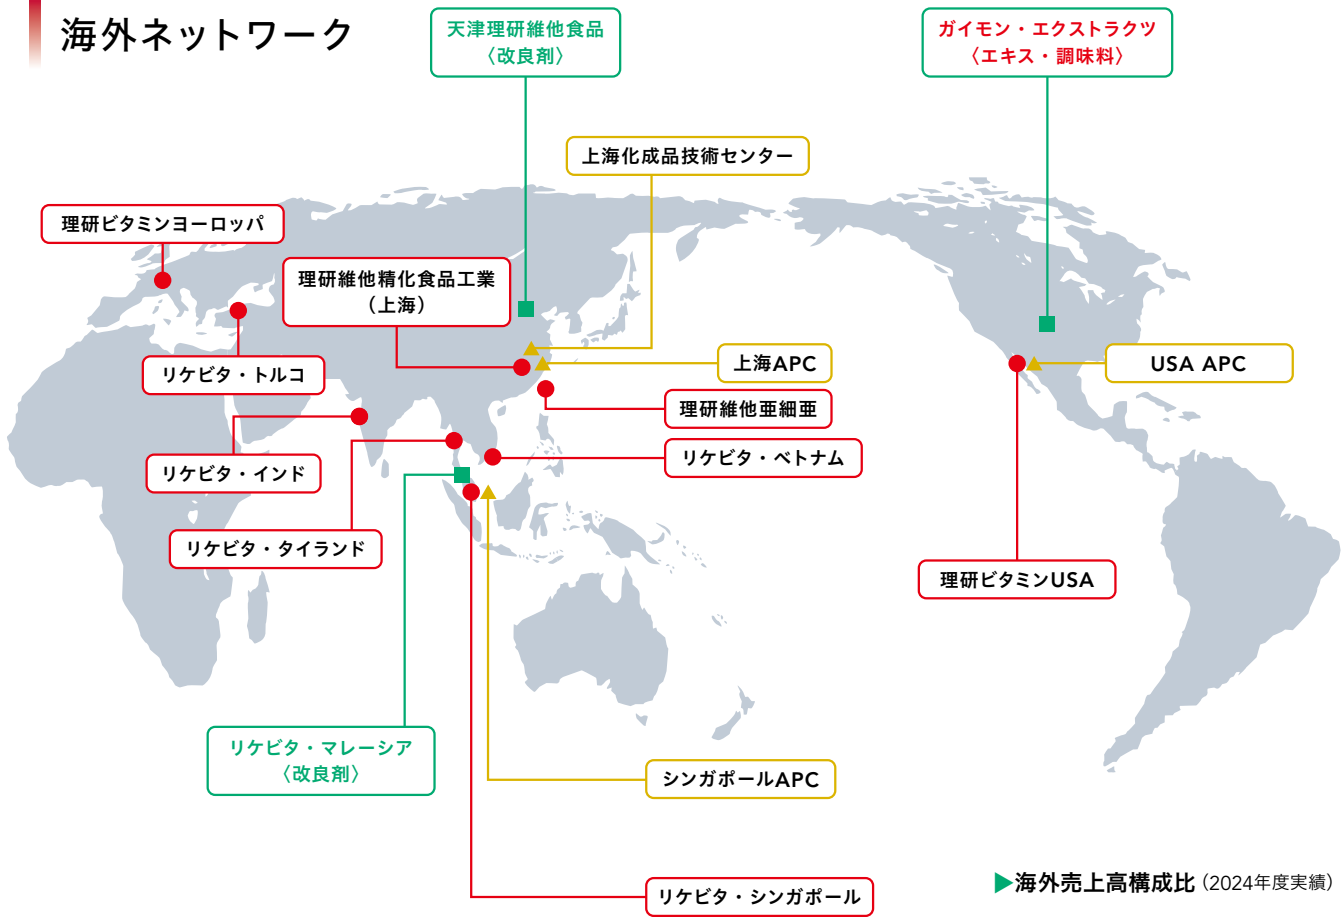 海外ネットワーク
天津理研維他食品
〈改良剤〉
ガイモン・エクストラクツ
〈エキス・調味料〉
上海化成品技術センター
理研ビタミンヨーロッパ
理研維他精化食品工業
（上海）
リケビタ・トルコ
上海APC
USA APC
理研維他亜細亜
リケビタ・ベトナム
リケビタ・インド
リケビタ・タイランド
理研ビタミンUSA
リケビタ・マレーシア
〈改良剤〉
シンガポールAPC
リケビタ・シンガポール
▶海外売上高構成比（2024年度実績）